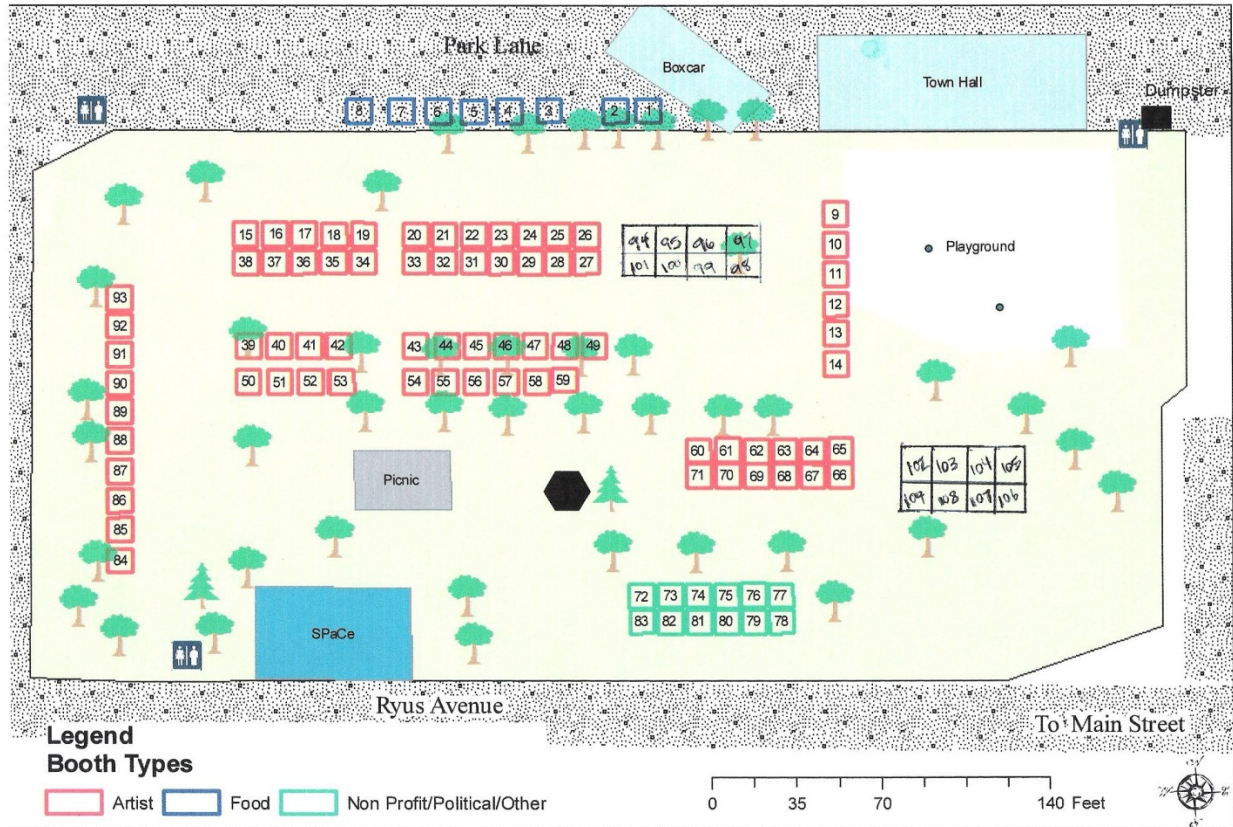 Park Lahe
Boxcar
Town Hall
Dumpster
8 7 6 5 4 3 2 1
15 16 17 18 19 20 21 22 23 24 25 26 94 95 96 97 9
38 37 36 35 34 33 32 31 30 29 28 27 101 100 99 98 10
Playground
11
93 12
92 39 40 41 42 43 44 45 46 47 48 49 13
91 14
90 50 51 52 53 54 55 56 57 58 59
89
88 60 61 62 63 64 65 102 103 104 105
87 Picnic 71 70 69 68 67 66 109 108 107 106
86
85
84
72 73 74 75 76 77
83 82 81 80 79 78
SPaCe
Ryus Avenue
To Main Street
Legend
Booth Types
Artist Food Non Profit/Political/Other
0 35 70 140 Feet